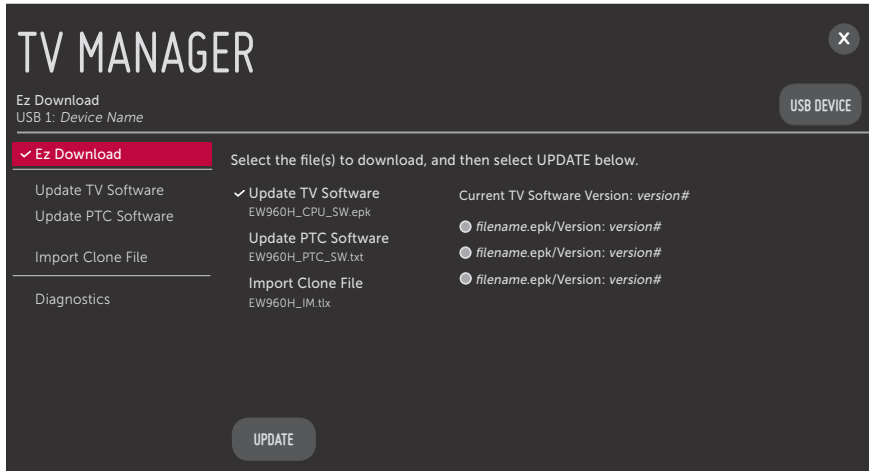 TV MANAGER
X
Ez Download
USB 1: Device Name
USB DEVICE
Ez Download
Update TV Software
Update PTC Software
Import Clone File
Diagnostics
Select the file(s) to download, and then select UPDATE below.
Update TV Software
EW960H_CPU_SW.epk
Update PTC Software
EW960H_PTC_SW.txt
Import Clone File
EW960H_IM.tlx
Current TV Software Version: version#
filename.epk/Version: version#
filename.epk/Version: version#
filename.epk/Version: version#
UPDATE